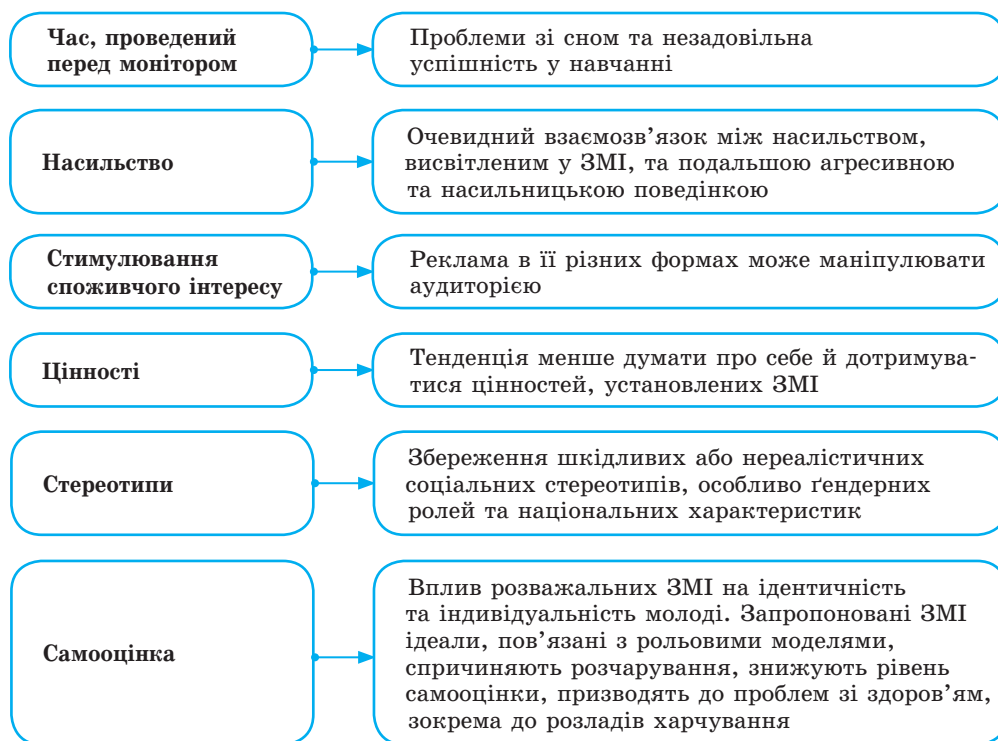 Час, проведений
перед монітором
Проблеми зі сном та незадовільна
успішність у навчанні
Насильство
Очевидний взаємозв’язок між насильством,
висвітленим у ЗМІ, та подальшою агресивною
та насильницькою поведінкою
Стимулювання
споживчого інтересу
Реклама в її різних формах може маніпулювати
аудиторією
Цінності
Тенденція менше думати про себе й дотримува-
тися цінностей, установлених ЗМІ
Стереотипи
Збереження шкідливих або нереалістичних
соціальних стереотипів, особливо ґендерних
ролей та національних характеристик
Самооцінка
Вплив розважальних ЗМІ на ідентичність
та індивідуальність молоді. Запропоновані ЗМІ
ідеали, пов’язані з рольовими моделями,
спричиняють розчарування, знижують рівень
самооцінки, призводять до проблем зі здоров’ям,
зокрема до розладів харчування